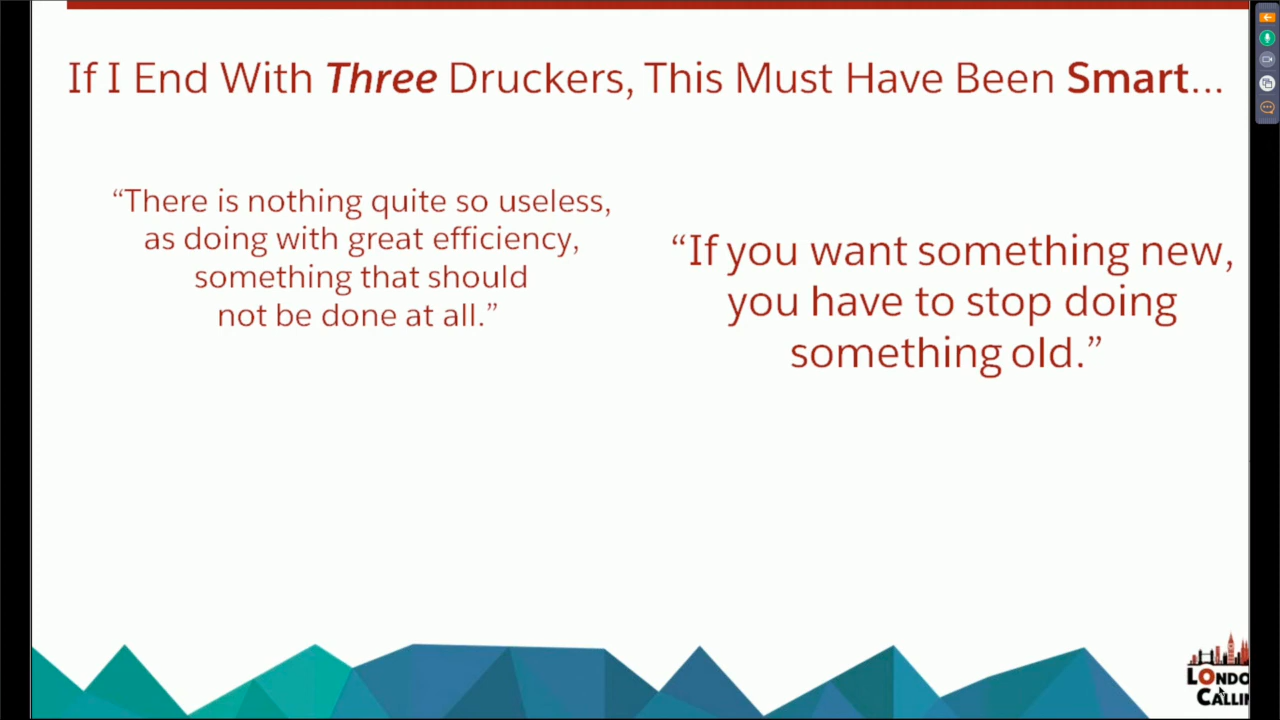 If I End With Three Druckers, This Must Have Been Smart...
“There is nothing quite so useless,
as doing with great efficiency,
something that should
not be done at all.”
“If you want something new,
you have to stop doing
something old.”
LONDO
CALLIN